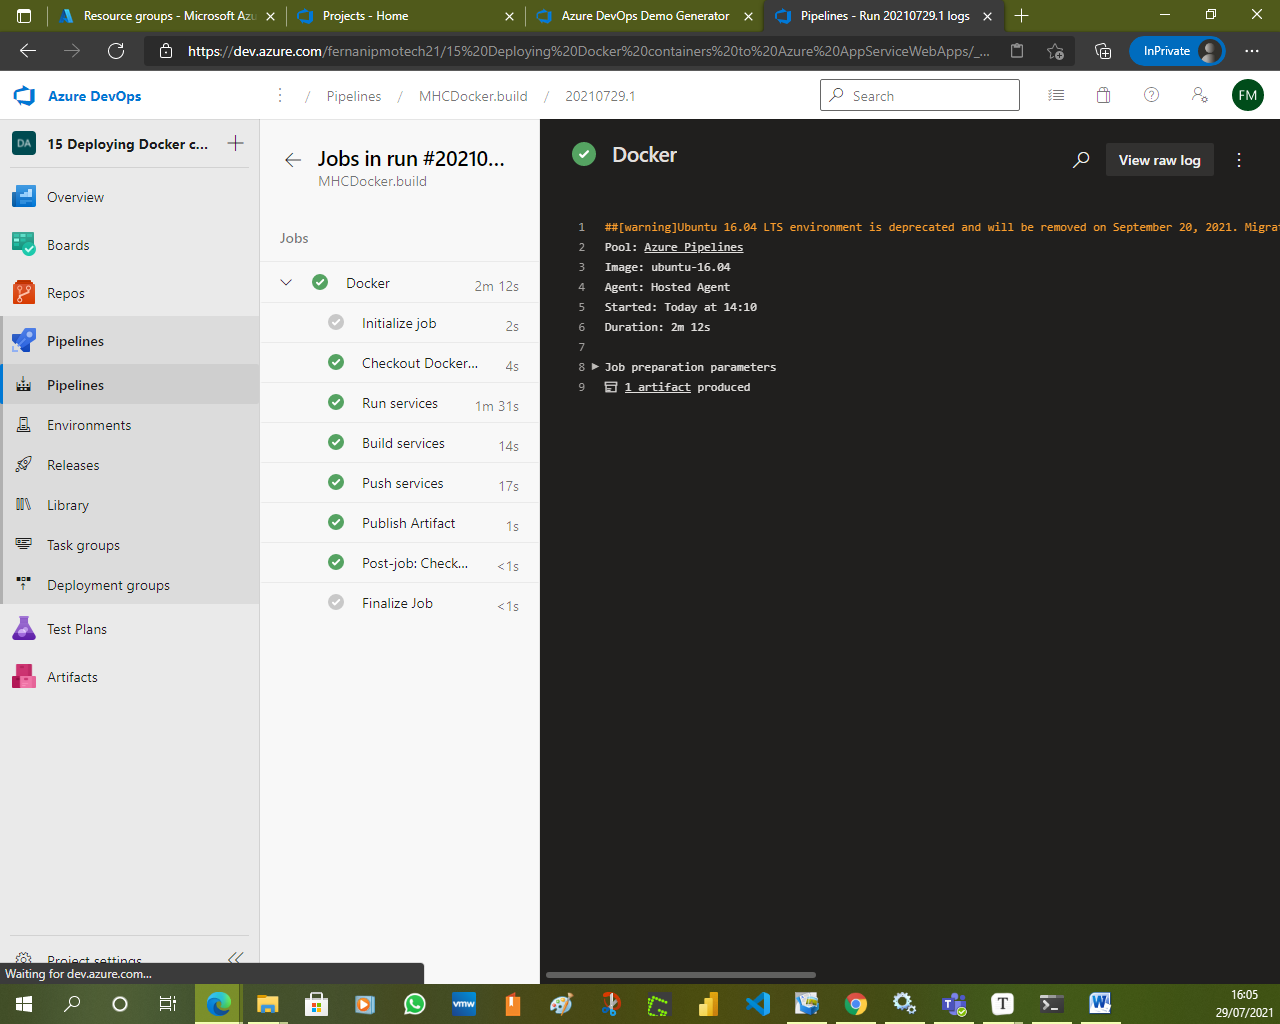 Resource groups - Microsoft Azu
Projects - Home
Azure DevOps Demo Generator
Pipelines - Run 20210729.1 logs
https://dev.azure.com/fernanipmotech21/15%20Deploying%20Docker%20containers%20to%20Azure%20AppServiceWebApps/_...
InPrivate
Azure DevOps
/ Pipelines / MHCDocker.build / 20210729.1
Search
FM
DA
15 Deploying Docker c...
Overview
Boards
Repos
Pipelines
Pipelines
Environments
Releases
Library
Task groups
Deployment groups
Test Plans
Artifacts
Project settings
Waiting for dev.azure.com...
Jobs in run #20210...
MHCDocker.build
Jobs
Docker 2m 12s
Initialize job 2s
Checkout Docker... 4s
Run services 1m 31s
Build services 14s
Push services 17s
Publish Artifact 1s
Post-job: Check... <1s
Finalize Job <1s
Docker
View raw log
1 ##[warning]Ubuntu 16.04 LTS environment is deprecated and will be removed on September 20, 2021. Migrat
2 Pool: Azure Pipelines
3 Image: ubuntu-16.04
4 Agent: Hosted Agent
5 Started: Today at 14:10
6 Duration: 2m 12s
7
8 Job preparation parameters
9 1 artifact produced
vmw
T
W
16:05
29/07/2021